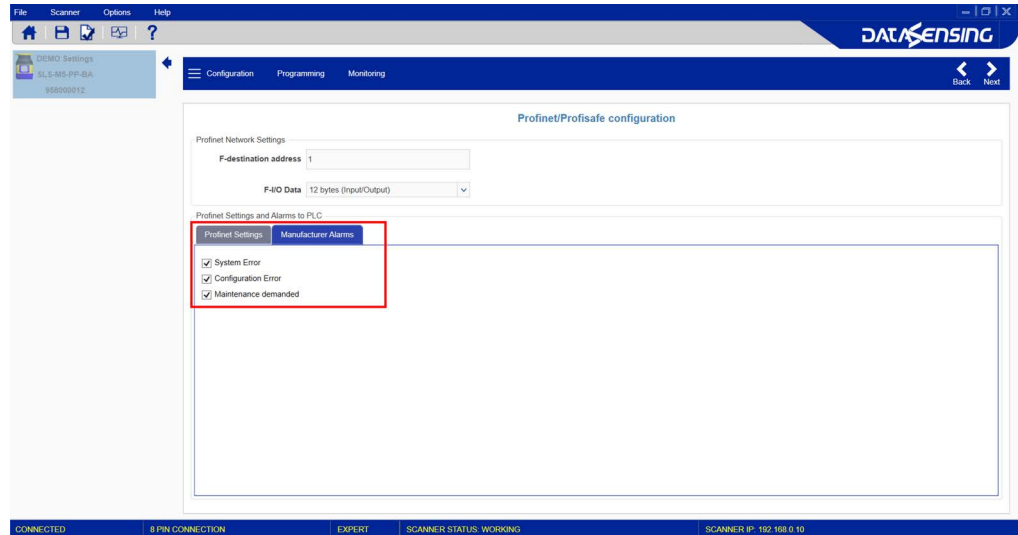 File Scanner Options Help
DATASENSING
DEMO Settings
SLS-M5-PP-BA
958000012
Configuration Programming Monitoring
Back Next
Profinet/Profisafe configuration
Profinet Network Settings
F-destination address 1
F-I/O Data 12 bytes (Input/Output)
Profinet Settings and Alarms to PLC
Profinet Settings Manufacturer Alarms
System Error
Configuration Error
Maintenance demanded
CONNECTED 8 PIN CONNECTION EXPERT SCANNER STATUS: WORKING SCANNER IP: 192.168.0.10